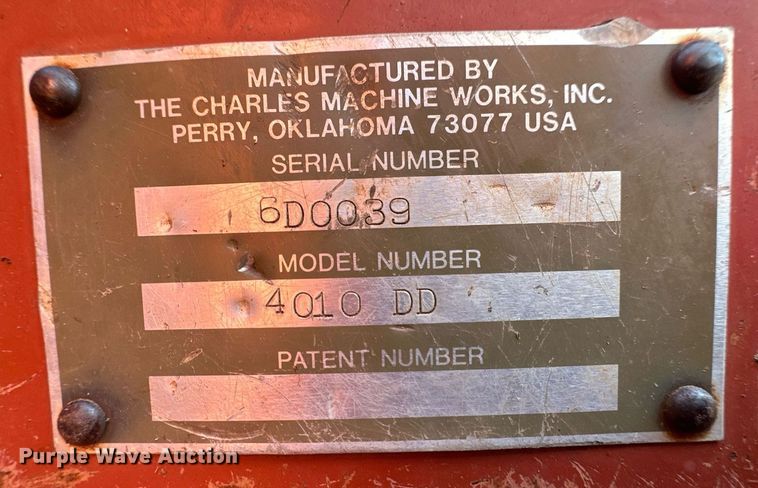 MANUFACTURED BY
THE CHARLES MACHINE WORKS, INC.
PERRY, OKLAHOMA 73077 USA
SERIAL NUMBER
6D0039
MODEL NUMBER
4010 DD
PATENT NUMBER
Purple Wave Auction